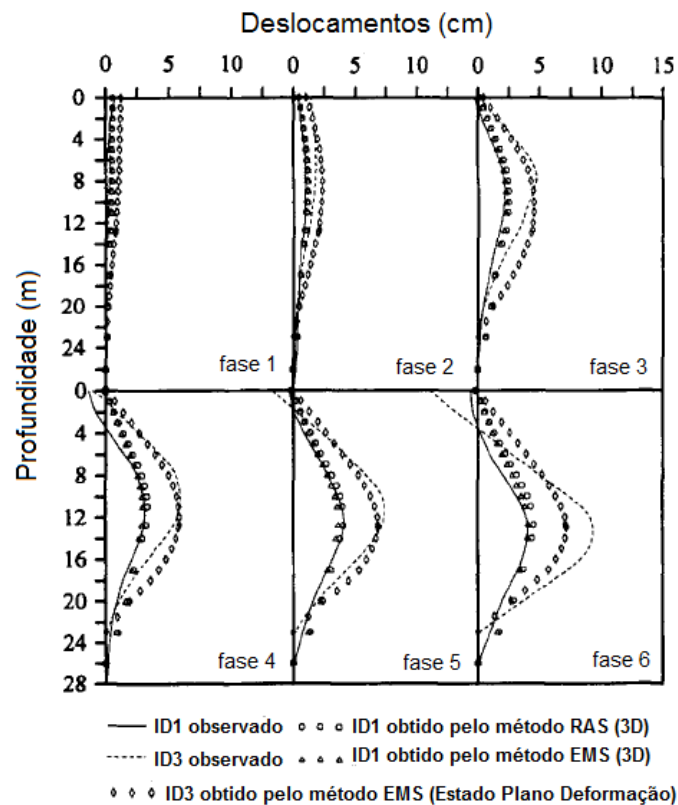 Deslocamentos (cm)
0 5 0 5 0 5 10 15
Profundidade (m)
0
4
8
12
16
20
24
fase 1 fase 2 fase 3
0
4
8
12
16
20
24
28
fase 4 fase 5 fase 6
ID1 observado ID1 obtido pelo método RAS (3D)
ID3 observado ID1 obtido pelo método EMS (3D)
ID3 obtido pelo método EMS (Estado Plano Deformação)